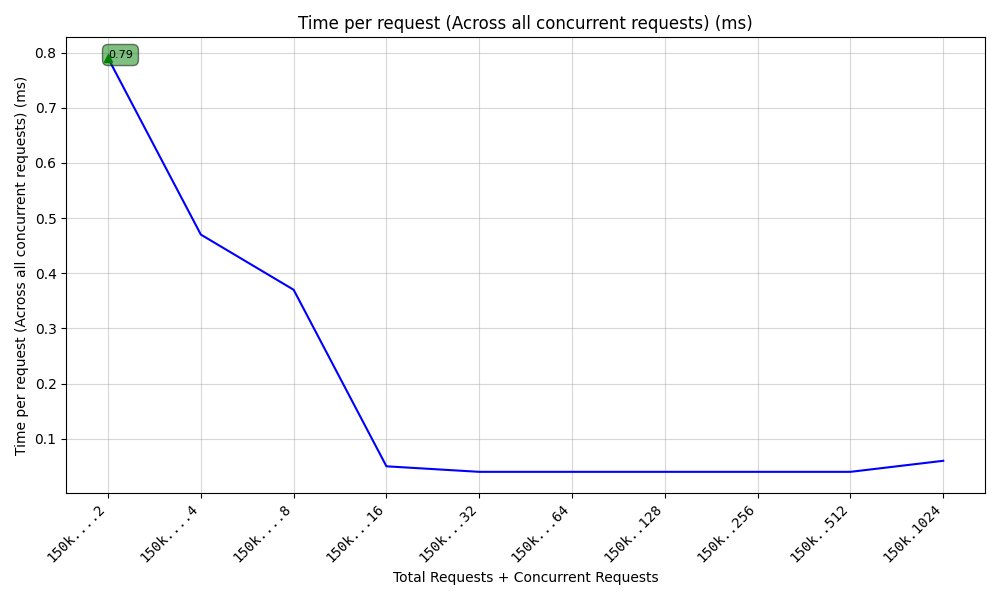 Time per request (Across all concurrent requests) (ms)
0.79
Time per request (Across all concurrent requests) (ms)
0.8
0.7
0.6
0.5
0.4
0.3
0.2
0.1
150k....2
150k....4
150k....8
150k...16
150k...32
150k...64
150k..128
150k..256
150k..512
150k.1024
Total Requests + Concurrent Requests